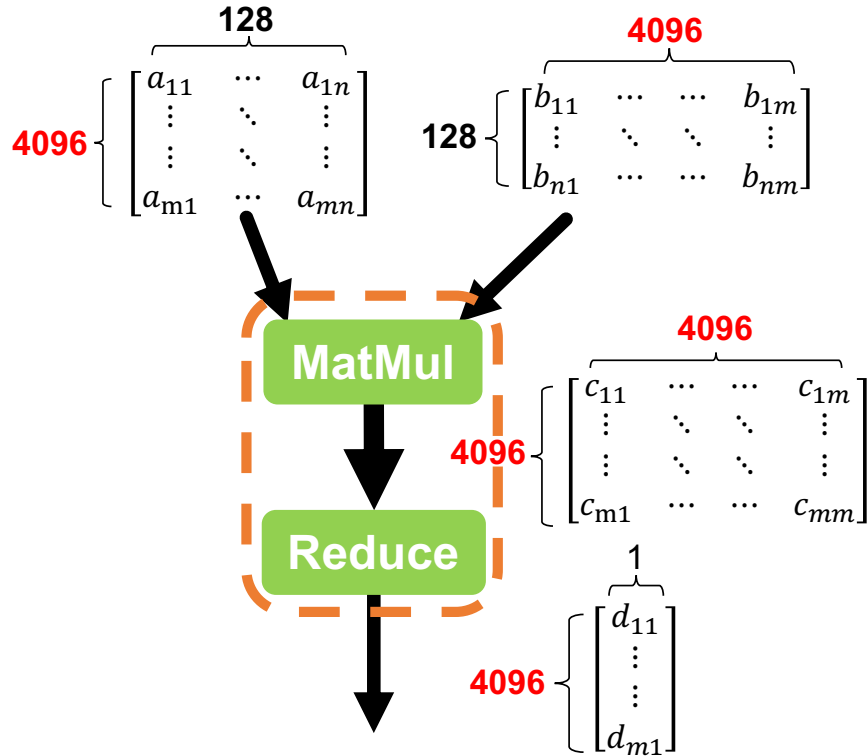 128
4096
a11 ⋯ a1n
⋮ ⋱ ⋮
⋮ ⋱ ⋮
am1 ⋯ amn
4096
128
b11 ⋯ ⋯ b1m
⋮ ⋱ ⋱ ⋮
bn1 ⋯ ⋯ bnm
MatMul
4096
4096
c11 ⋯ ⋯ c1m
⋮ ⋱ ⋱ ⋮
⋮ ⋱ ⋱ ⋮
cm1 ⋯ ⋯ cmm
Reduce
1
4096
d11
⋮
⋮
dm1